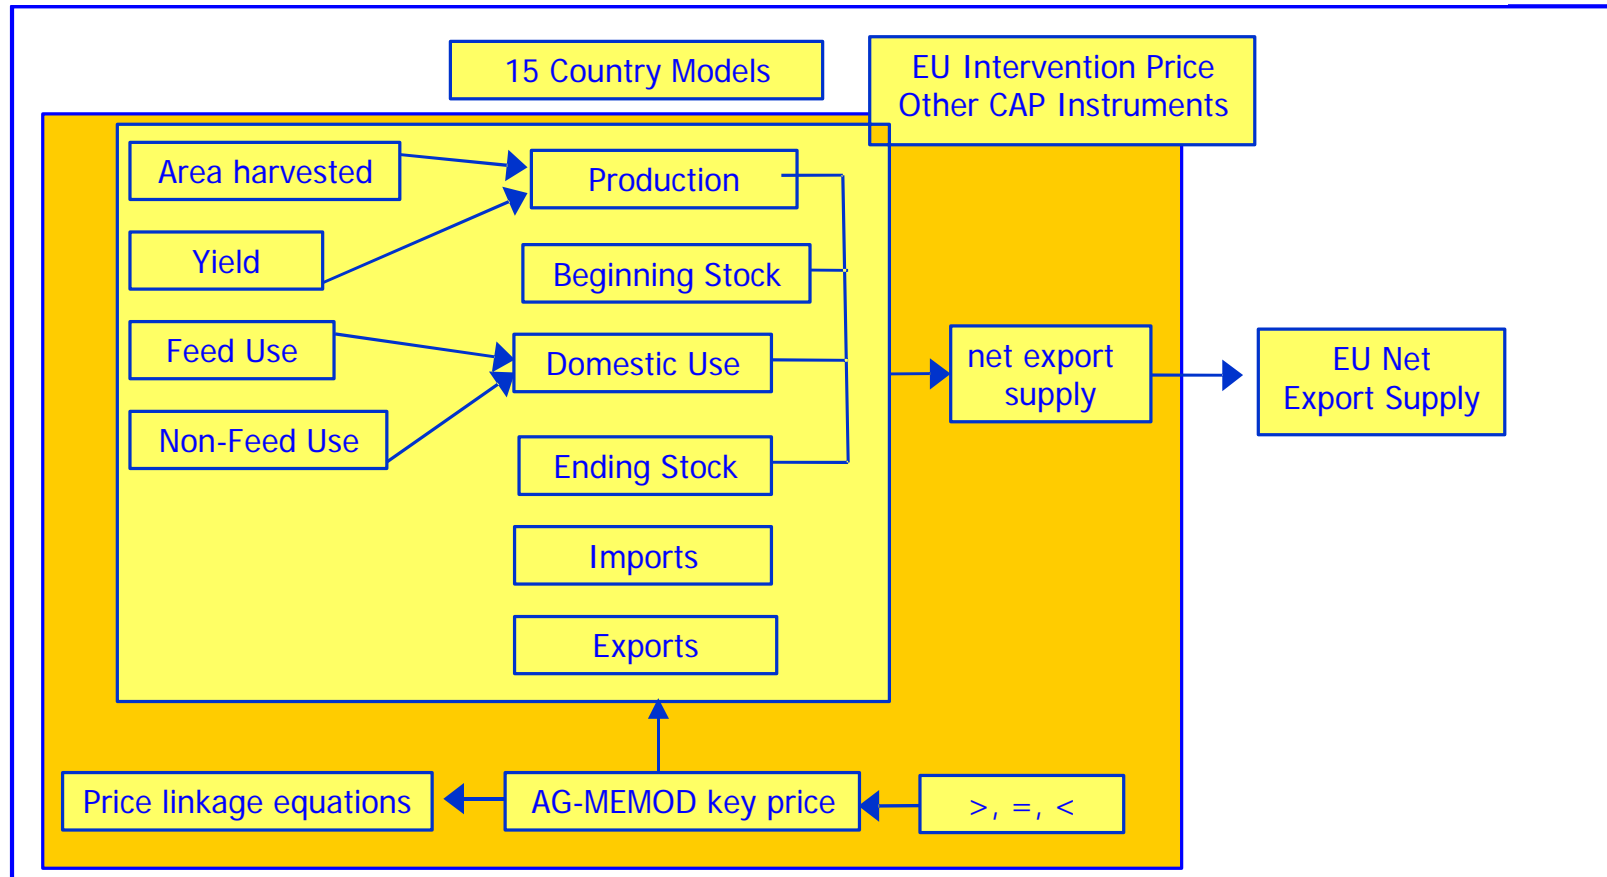 15 Country Models
EU Intervention Price
Other CAP Instruments
Area harvested
Production
Yield
Beginning Stock
Feed Use
Domestic Use
Non-Feed Use
Ending Stock
Imports
Exports
net export
supply
EU Net
Export Supply
Price linkage equations
AG-MEMOD key price
>, =, <